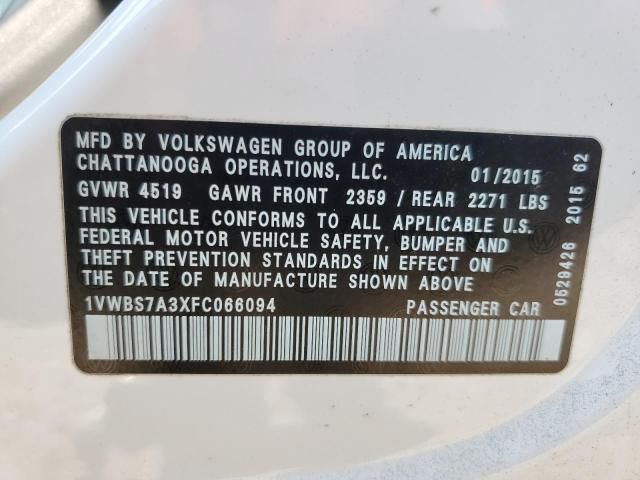 MFD BY VOLKSWAGEN GROUP OF AMERICA
CHATTANOOGA OPERATIONS, LLC. 01/2015
GVWR 4519 GAWR FRONT 2359 / REAR 2271 LBS
THIS VEHICLE CONFORMS TO ALL APPLICABLE U.S.
FEDERAL MOTOR VEHICLE SAFETY, BUMPER AND
THEFT PREVENTION STANDARDS IN EFFECT ON
THE DATE OF MANUFACTURE SHOWN ABOVE
1VWBS7A3XFC066094 PASSENGER CAR
0529426 2015 62